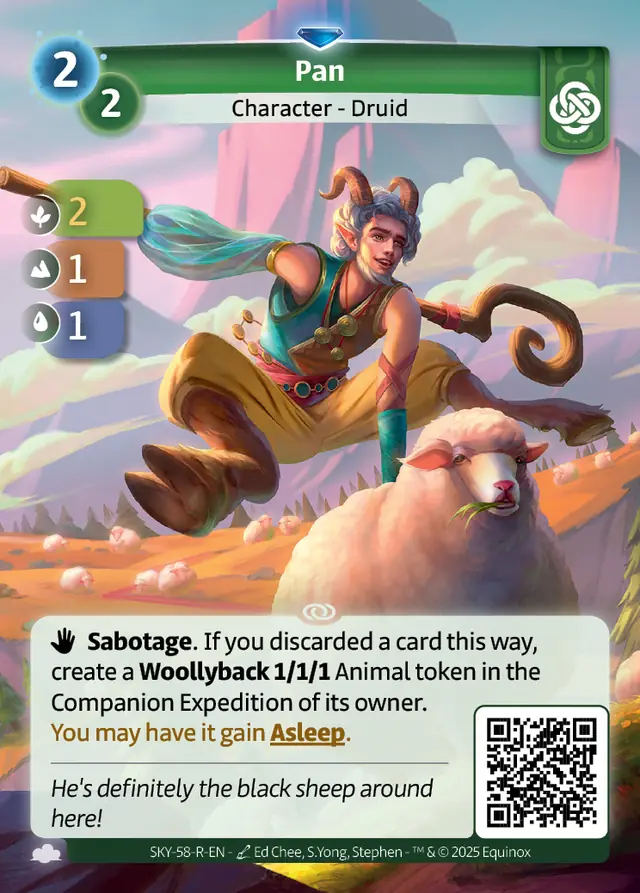 2
Pan
2
Character - Druid
2
1
1
Sabotage. If you discarded a card this way,
create a Woollyback 1/1/1 Animal token in the
Companion Expedition of its owner.
You may have it gain Asleep.
He's definitely the black sheep around
here!
SKY-58-R-EN - Ed Chee, S.Yong, Stephen - ™ & © 2025 Equinox